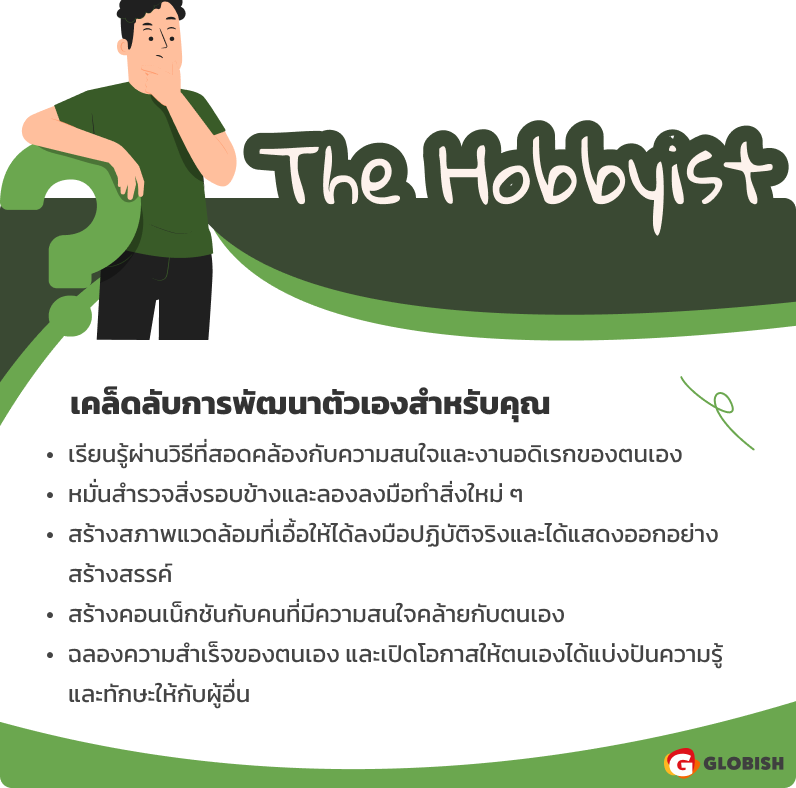 The Hobbyist
เคล็ดลับการพัฒนาตัวเองสำหรับคุณ
• เรียนรู้ผ่านวิธีที่สอดคล้องกับความสนใจและงานอดิเรกของตนเอง
• หมั่นสำรวจสิ่งรอบข้างและลองลงมือทำสิ่งใหม่ ๆ
• สร้างสภาพแวดล้อมที่เอื้อให้ได้ลงมือปฏิบัติจริงและได้แสดงออกอย่าง
สร้างสรรค์
• สร้างคอนเน็กชันกับคนที่มีความสนใจคล้ายกับตนเอง
• ฉลองความสำเร็จของตนเอง และเปิดโอกาสให้ตนเองได้แบ่งปันความรู้
และทักษะให้กับผู้อื่น
GLOBISH